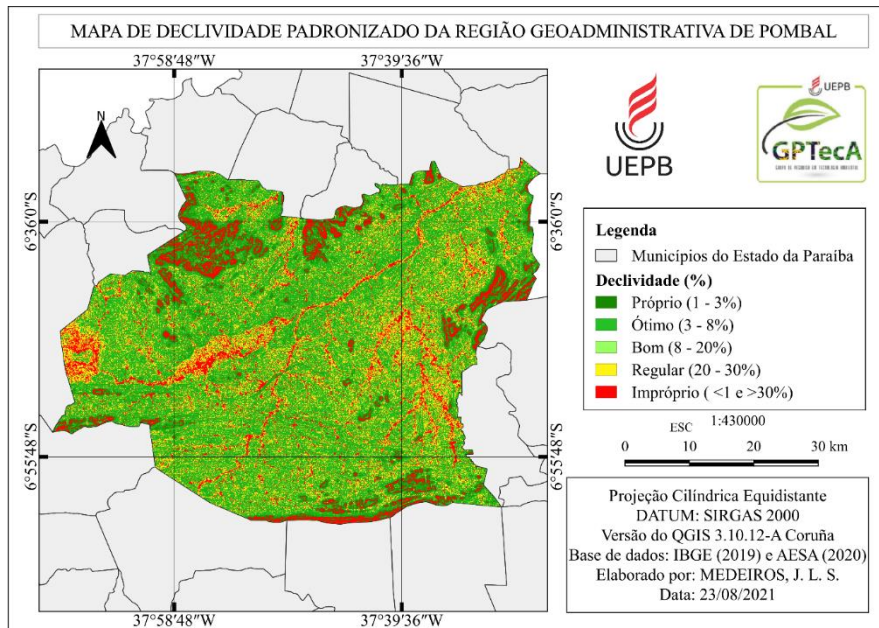 MAPA DE DECLIVIDADE PADRONIZADO DA REGIÃO GEOADMINISTRATIVA DE POMBAL
37°58'48"W 37°39'36"W
N
6°36'0"S
6°36'0"S
6°55'48"S
6°55'48"S
37°58'48"W 37°39'36"W
UEPB
UEPB
GPTecA
Legenda
Municípios do Estado da Paraíba
Declividade (%)
Próprio (1 - 3%)
Ótimo (3 - 8%)
Bom (8 - 20%)
Regular (20 - 30%)
Impróprio ( <1 e >30%)
ESC 1:430000
0 10 20 30 km
Projeção Cilíndrica Equidistante
DATUM: SIRGAS 2000
Versão do QGIS 3.10.12-A Coruña
Base de dados: IBGE (2019) e AESA (2020)
Elaborado por: MEDEIROS, J. L. S.
Data: 23/08/2021